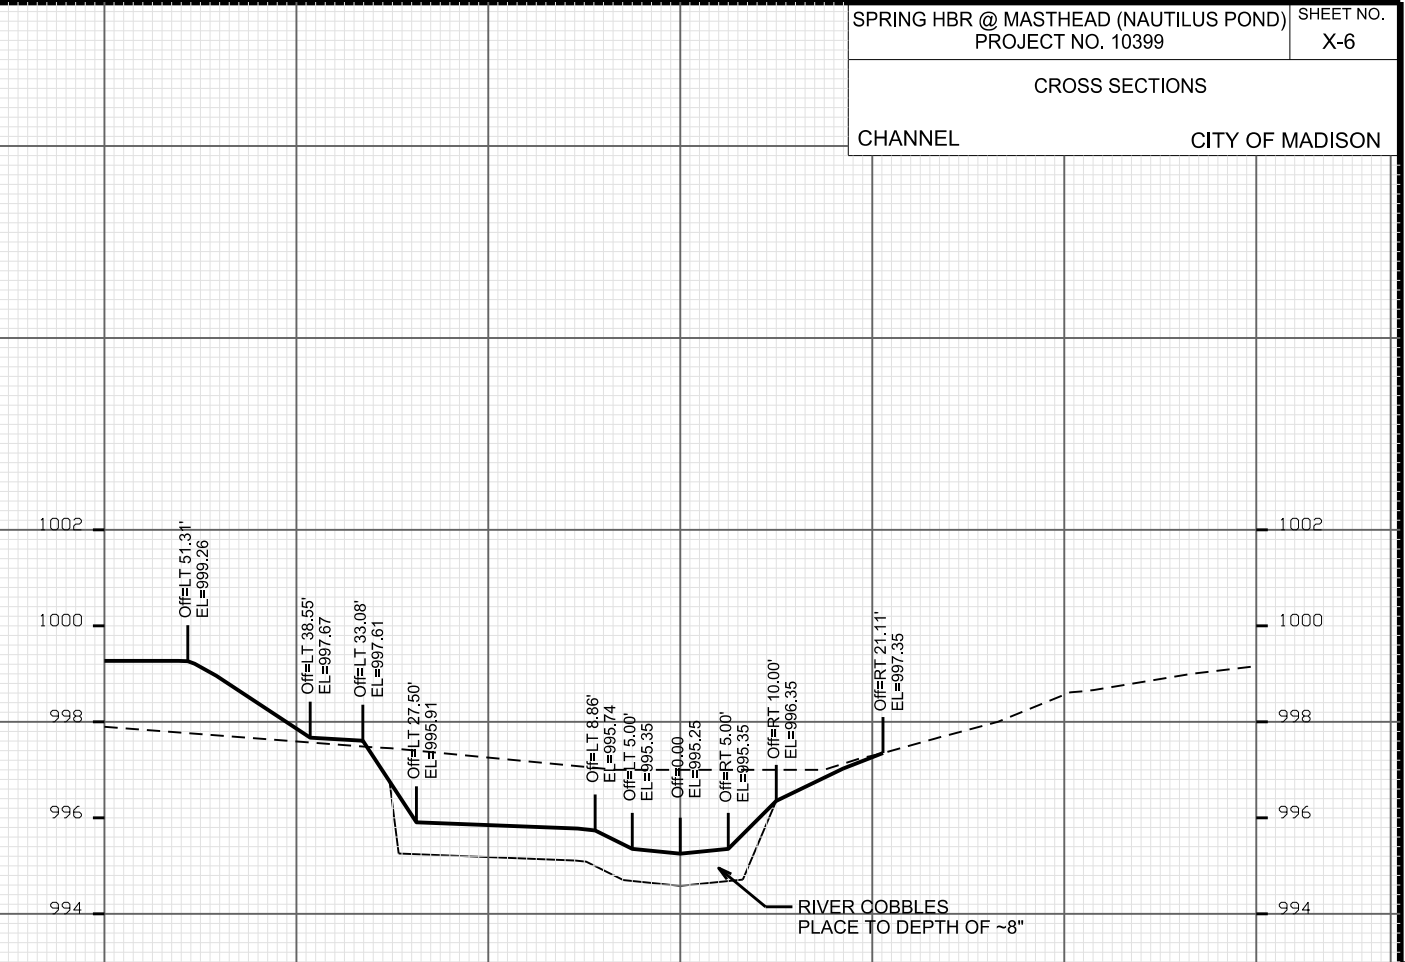 SPRING HBR @ MASTHEAD (NAUTILUS POND)
PROJECT NO. 10399
SHEET NO.
X-6
CROSS SECTIONS
CHANNEL
CITY OF MADISON
1002
1002
1000
1000
998
998
996
996
994
994
Off=LT 51.31'
EL=999.26
Off=LT 38.55'
EL=997.67
Off=LT 33.08'
EL=997.61
Off=LT 27.50'
EL=995.91
Off=LT 8.86'
EL=995.74
Off=LT 5.00'
EL=995.35
Off=0.00
EL=995.25
Off=RT 5.00'
EL=995.35
Off=RT 10.00'
EL=996.35
Off=RT 21.11'
EL=997.35
RIVER COBBLES
PLACE TO DEPTH OF ~8"